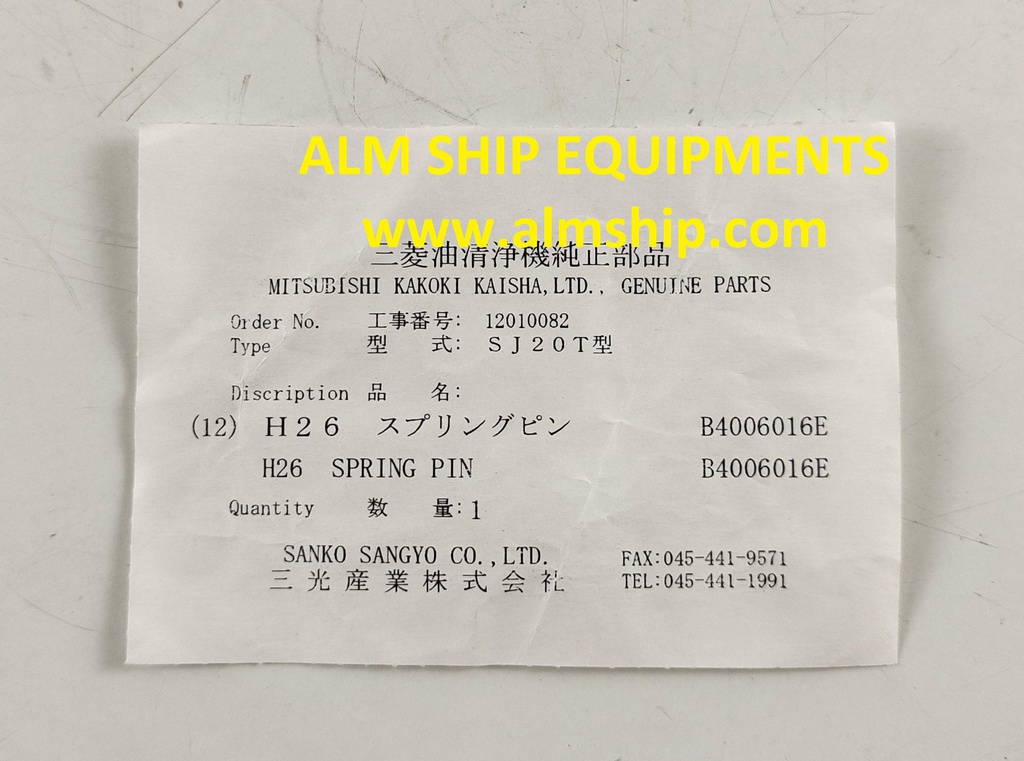 ALM SHIP EQUIPMENTS
www.almship.com
三菱油清浄機純正部品
MITSUBISHI KAKOKI KAISHA,LTD., GENUINE PARTS
Order No. 工事番号: 12010082
Type 型 式: ＳＪ２０Ｔ型
Discription 品 名:
(12) Ｈ２６ スプリングピン B4006016E
H26 SPRING PIN B4006016E
Quantity 数 量: 1
SANKO SANGYO CO.,LTD. FAX:045-441-9571
三光産業株式会社 TEL:045-441-1991